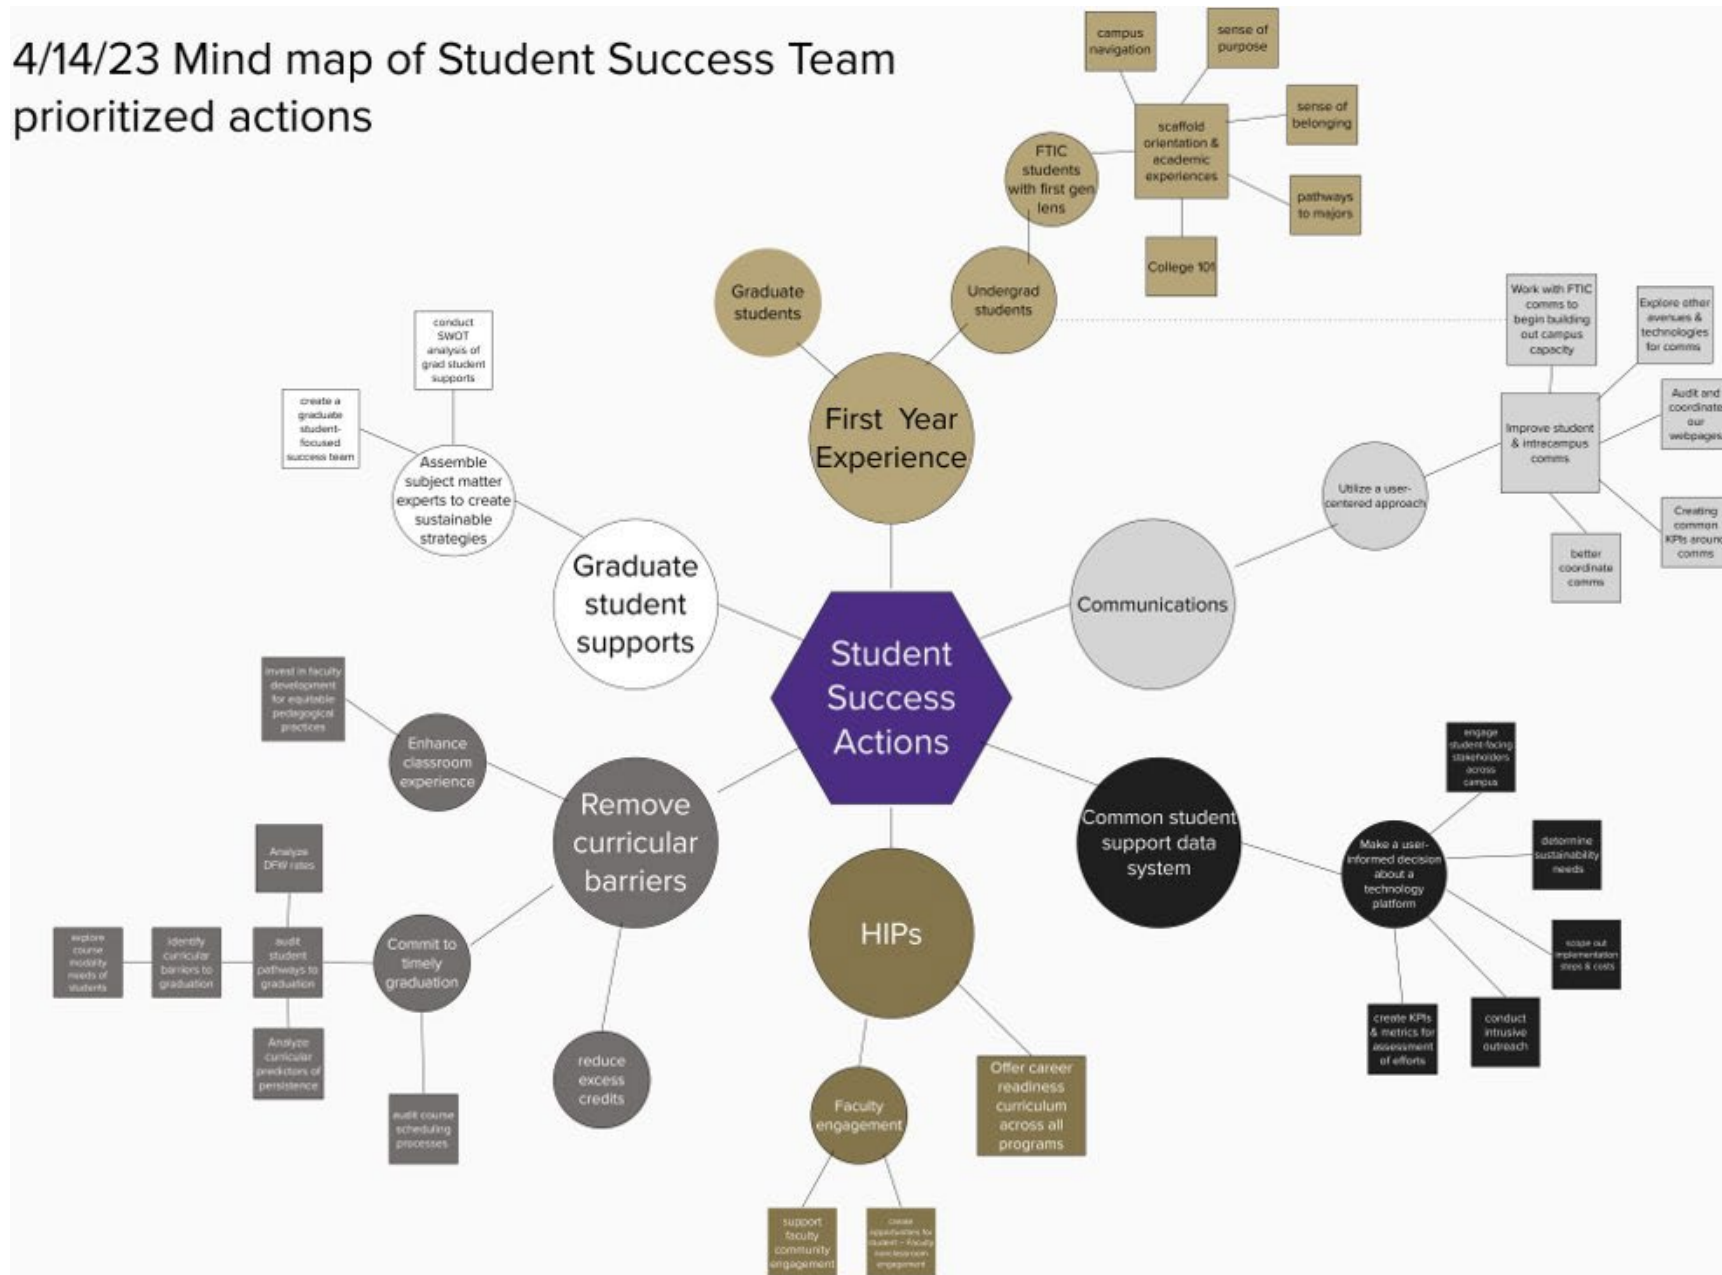 4/14/23 Mind map of Student Success Team
prioritized actions
campus
navigation
sense of
purpose
sense of
belonging
scaffold
orientation &
academic
experiences
pathways
to majors
College 101
FTIC
students
with first gen
lens
Undergrad
students
Graduate
students
First Year
Experience
Work with FTIC
comms to
begin building
out campus
capacity
Explore other
avenues &
technologies
for comms
Audit and
coordinate
our
webpages
Improve student
& intracampus
comms
Creating
common
KPIs around
comms
better
coordinate
comms
Utilize a user-
centered approach
Communications
conduct
SWOT
analysis of
grad student
supports
create a
graduate
student-
focused
success team
Assemble
subject matter
experts to create
sustainable
strategies
Graduate
student
supports
Student
Success
Actions
invest in faculty
development
for equitable
pedagogical
practices
Enhance
classroom
experience
Remove
curricular
barriers
Analyze
DFW rates
explore
course
modality
needs of
students
identify
curricular
barriers to
graduation
audit
student
pathways to
graduation
Commit to
timely
graduation
Analyze
curricular
predictors of
persistence
audit course
scheduling
processes
reduce
excess
credits
HIPs
Faculty
engagement
Offer career
readiness
curriculum
across all
programs
support
faculty
community
engagement
create
opportunities for
student – Faculty
nonclassroom
engagement
Common student
support data
system
Make a user-
informed decision
about a
technology
platform
engage
student-facing
stakeholders
across
campus
determine
sustainability
needs
scope out
implementation
steps & costs
conduct
intrusive
outreach
create KPIs
& metrics for
assessment
of efforts